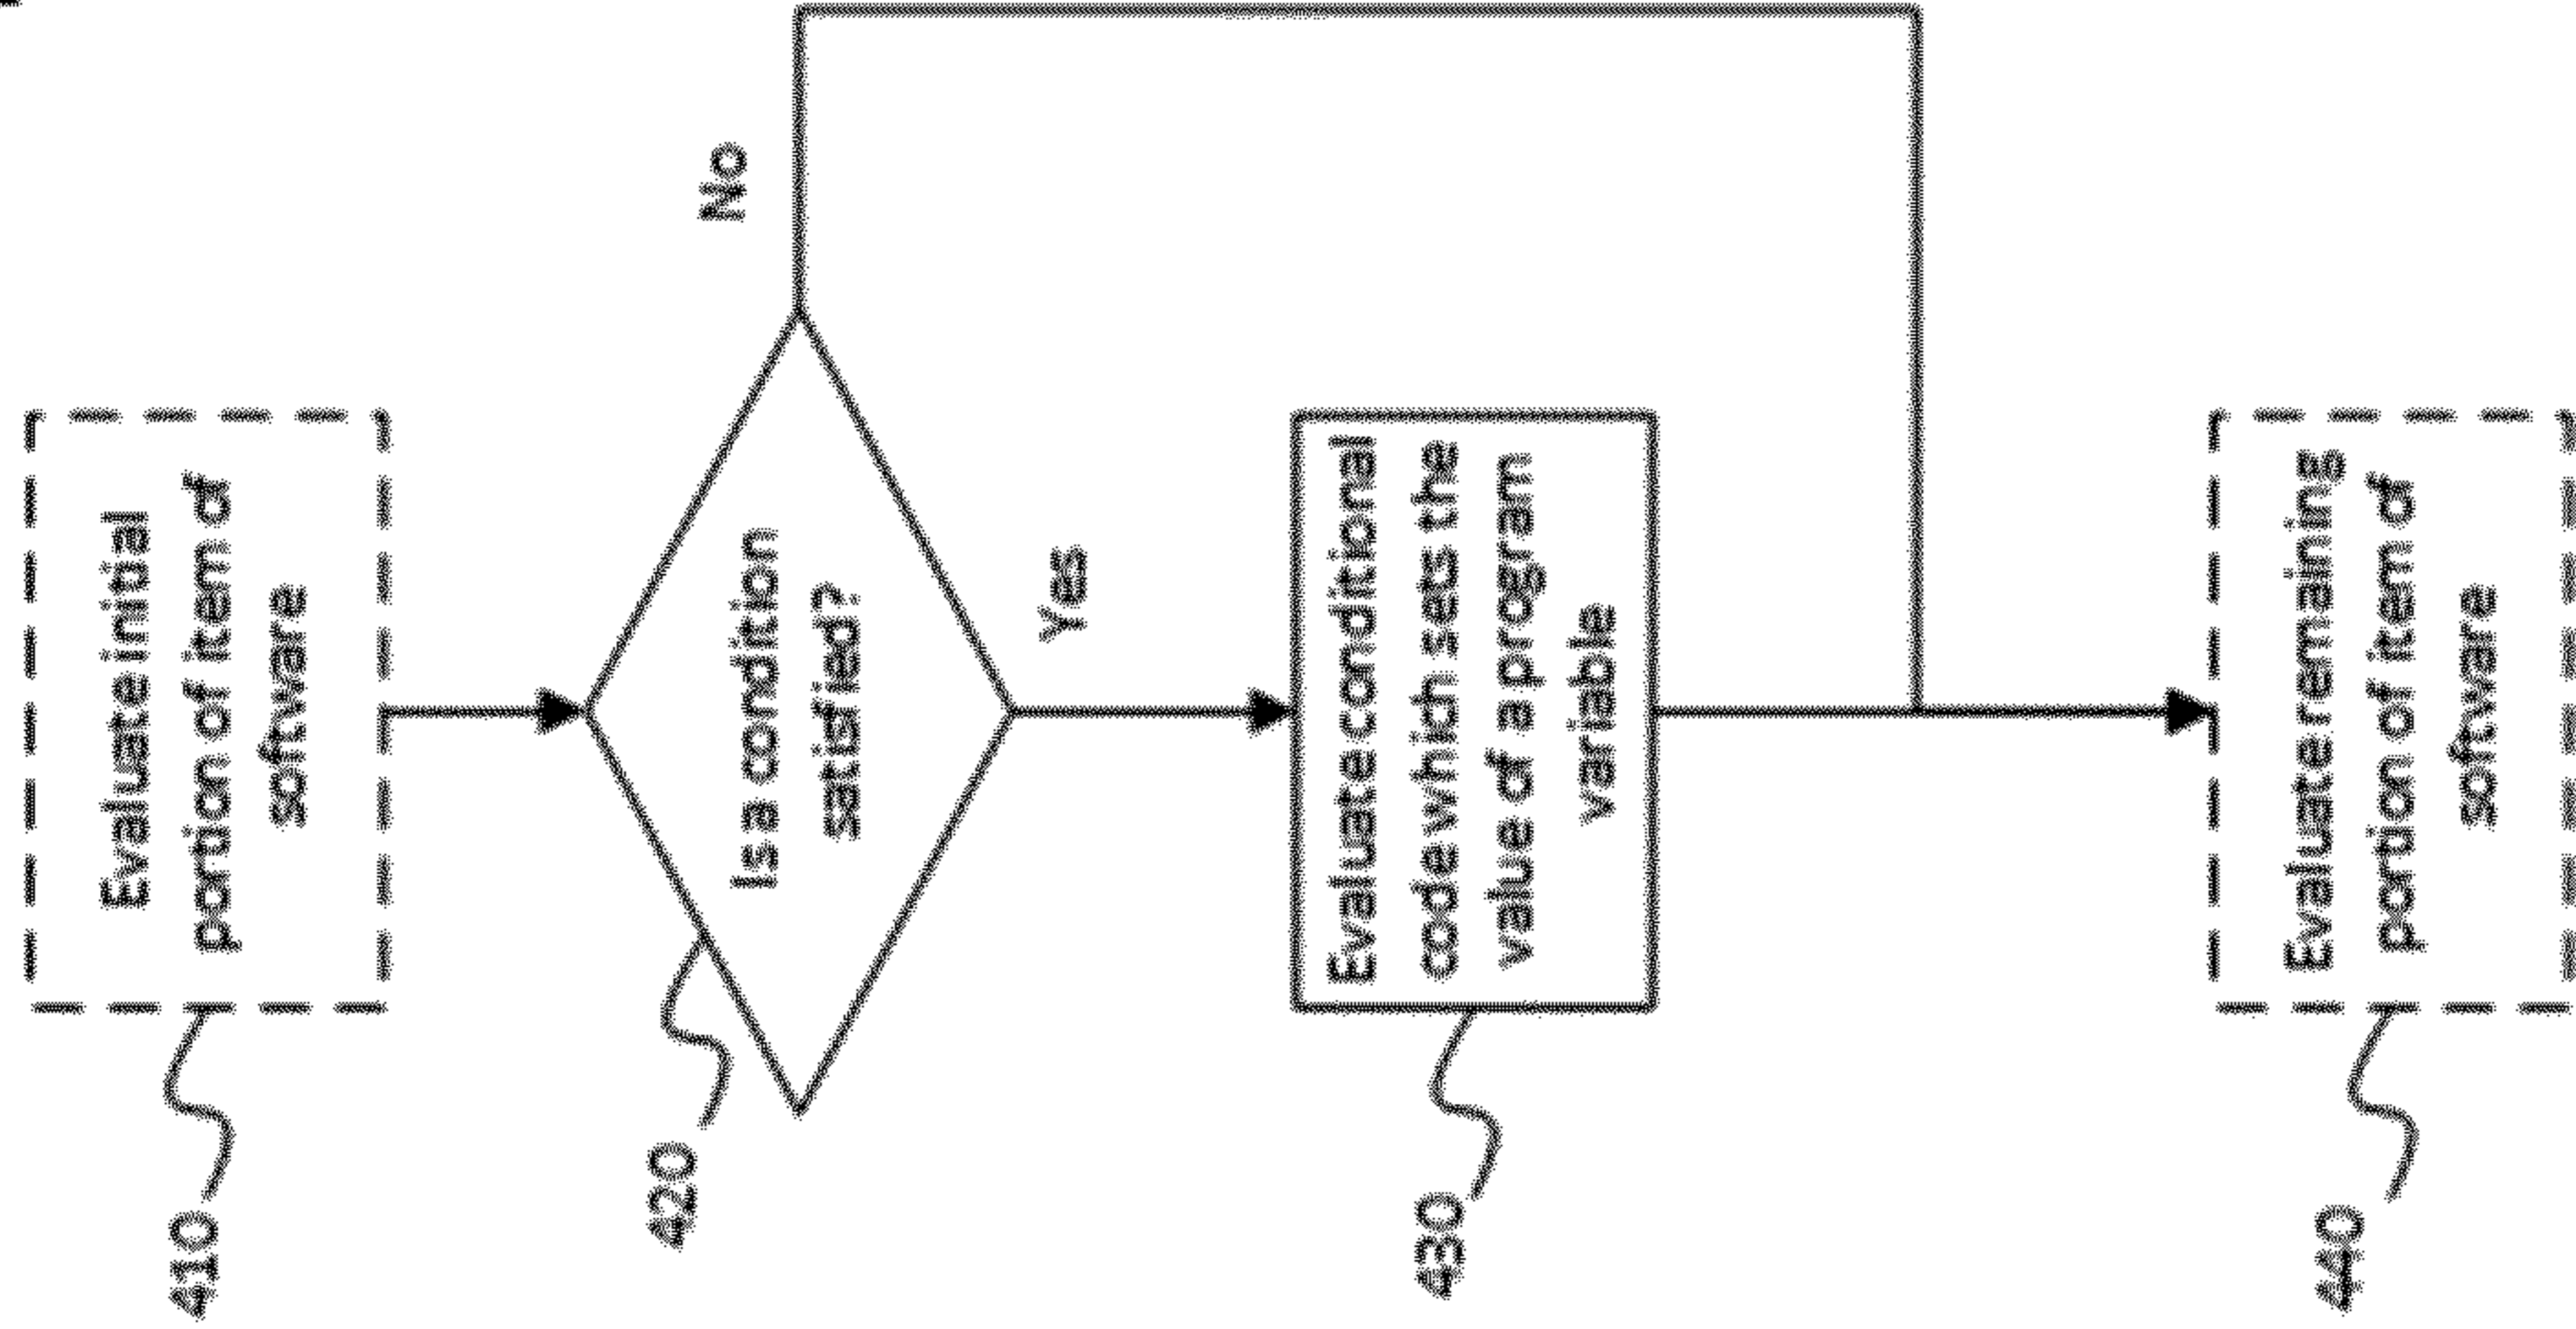 410
Evaluate initial
portion of item of
software
420
Is a condition
satisfied?
No
Yes
430
Evaluate conditional
code which sets the
value of a program
variable
440
Evaluate remaining
portion of item of
software